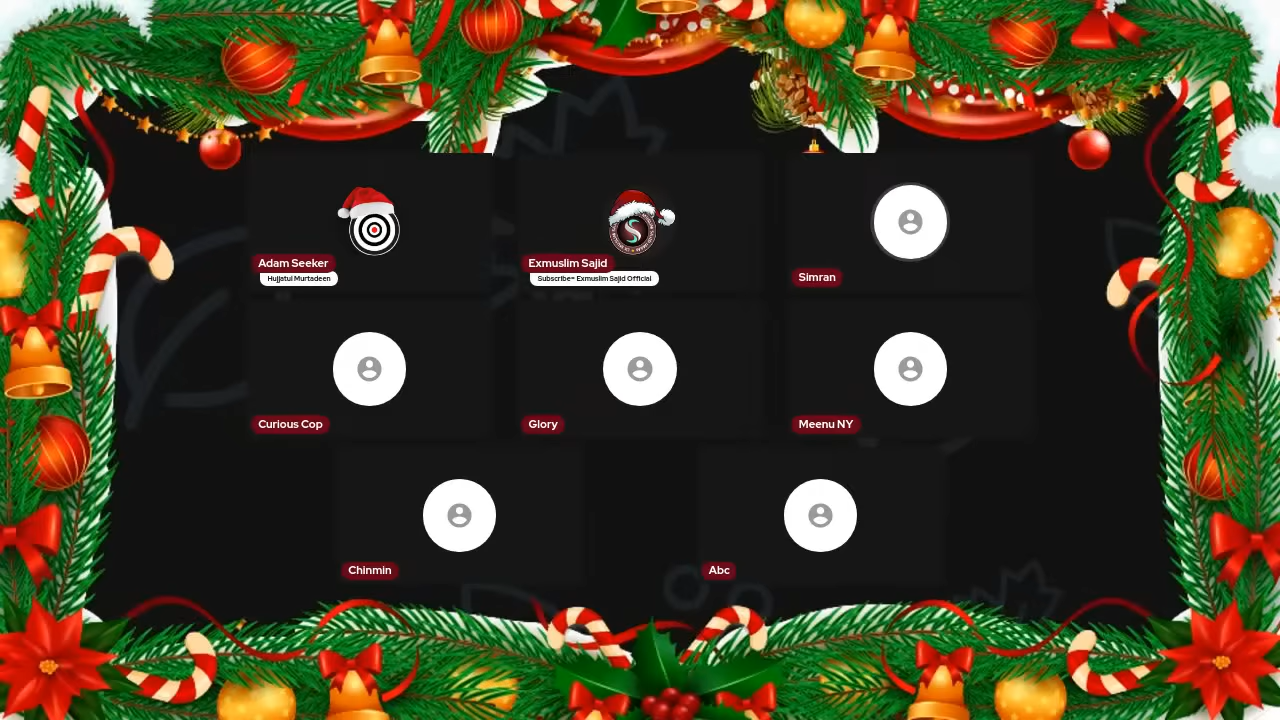 Adam Seeker
Hujjatul Murtadeen
Exmuslim Sajid
Subscribe= Exmuslim Sajid Official
Simran
Curious Cop
Glory
Meenu NY
Chinmin
Abc